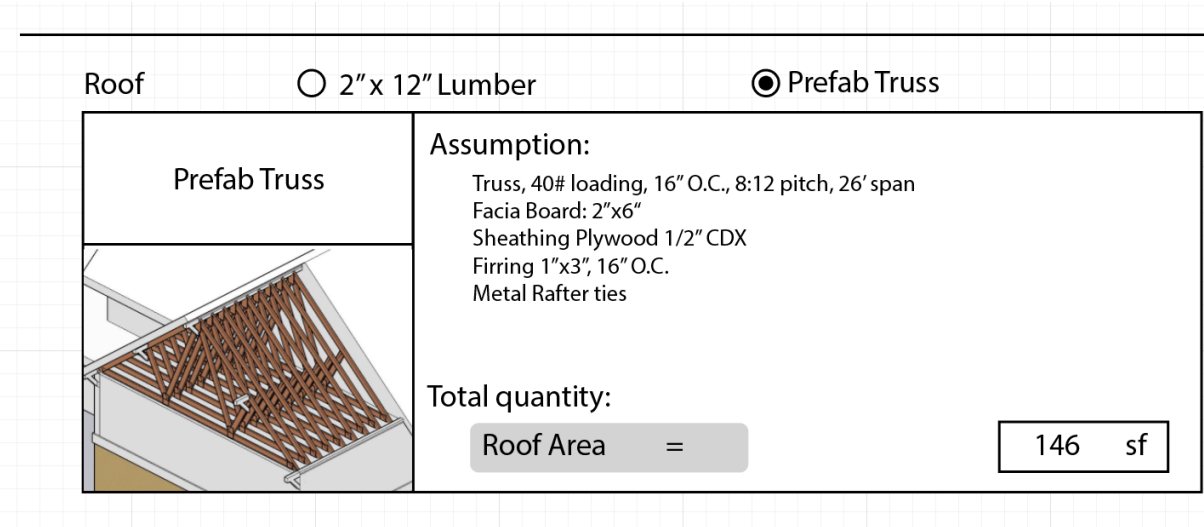 Roof 2”x 12” Lumber Prefab Truss
Prefab Truss
Assumption:
Truss, 40# loading, 16” O.C., 8:12 pitch, 26’ span
Facia Board: 2”x6“
Sheathing Plywood 1/2” CDX
Firring 1”x3”, 16” O.C.
Metal Rafter ties
Total quantity:
Roof Area = 146 sf